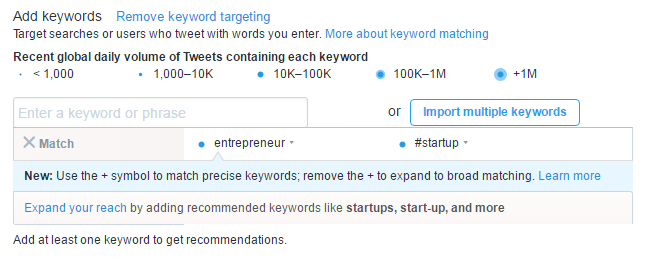 Add keywords Remove keyword targeting
Target searches or users who tweet with words you enter. More about keyword matching
Recent global daily volume of Tweets containing each keyword
< 1,000 1,000–10K 10K–100K 100K–1M +1M
Enter a keyword or phrase or Import multiple keywords
Match entrepreneur #startup
New: Use the + symbol to match precise keywords; remove the + to expand to broad matching. Learn more
Expand your reach by adding recommended keywords like startups, start-up, and more
Add at least one keyword to get recommendations.